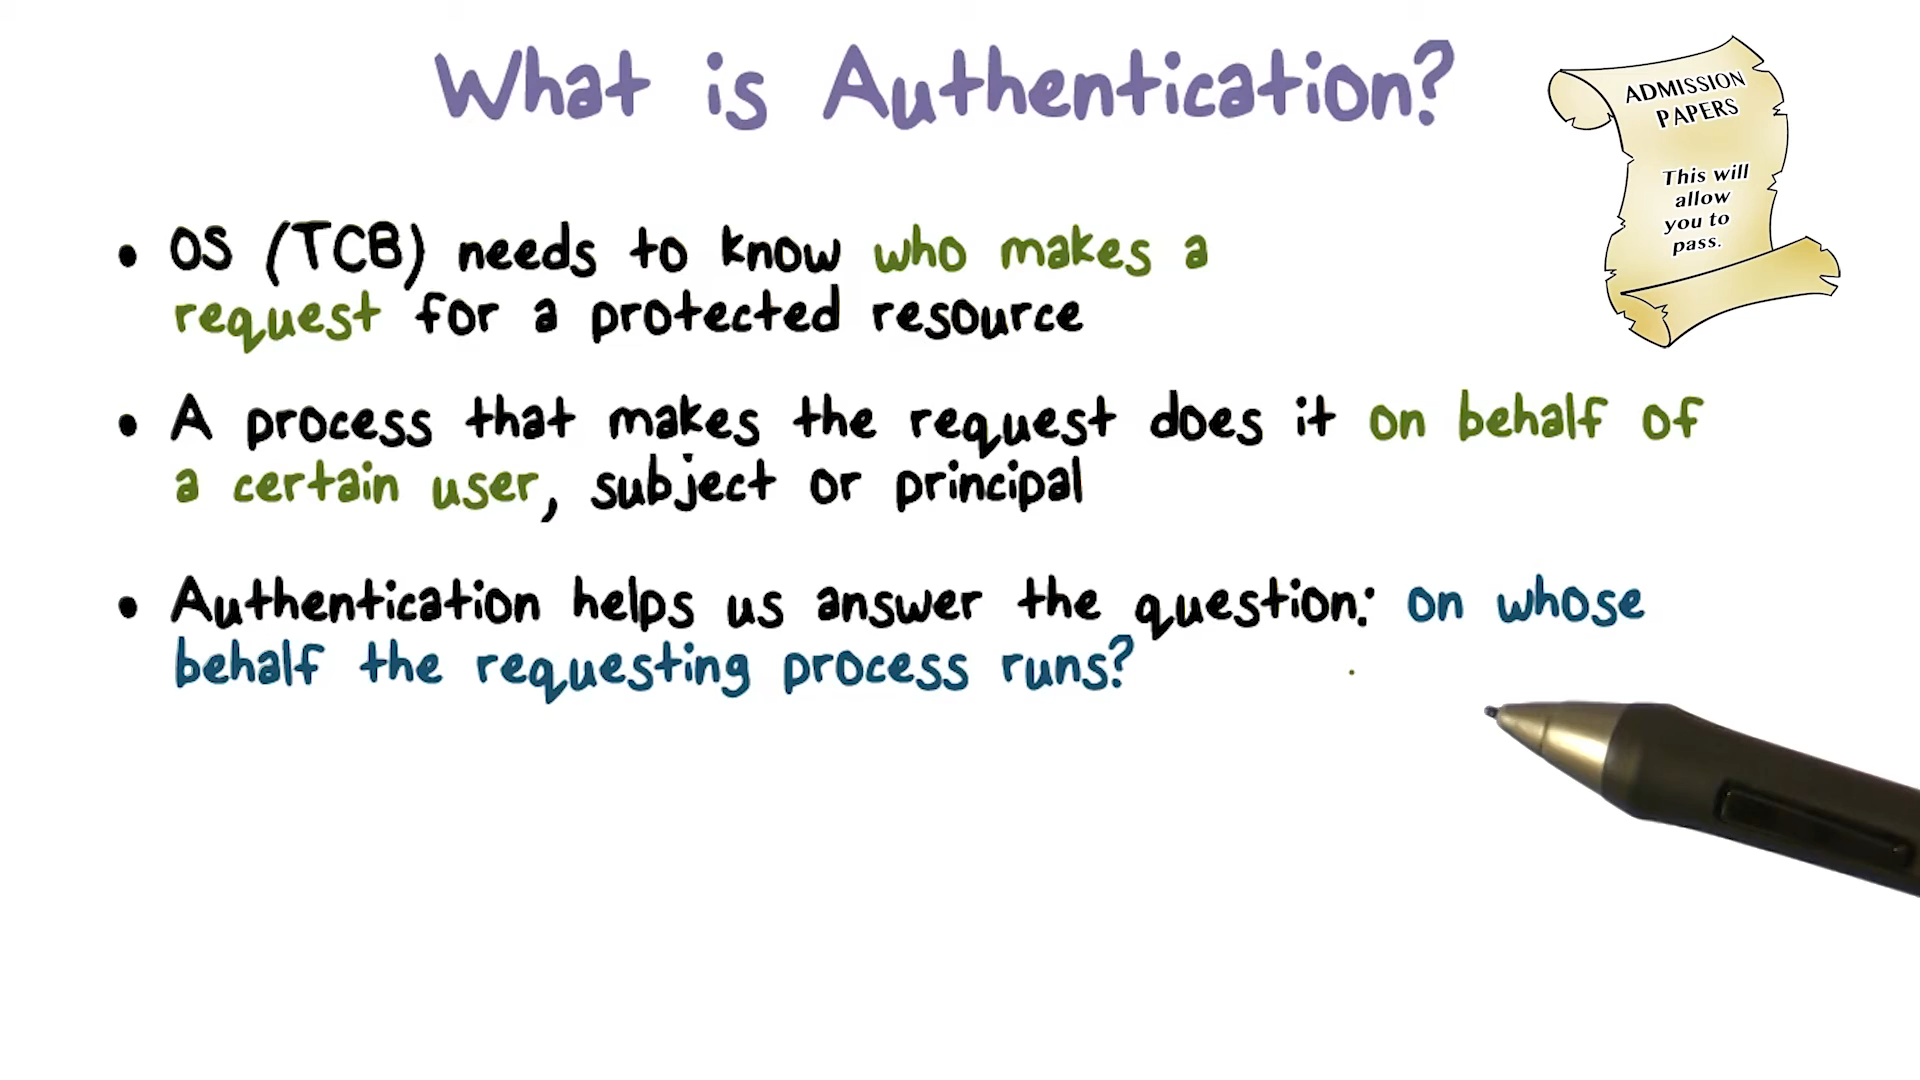 What is Authentication?
ADMISSION
PAPERS
This will
allow
you to
pass.
• OS (TCB) needs to know who makes a
request for a protected resource
• A process that makes the request does it on behalf of
a certain user, subject or principal
• Authentication helps us answer the question: on whose
behalf the requesting process runs?